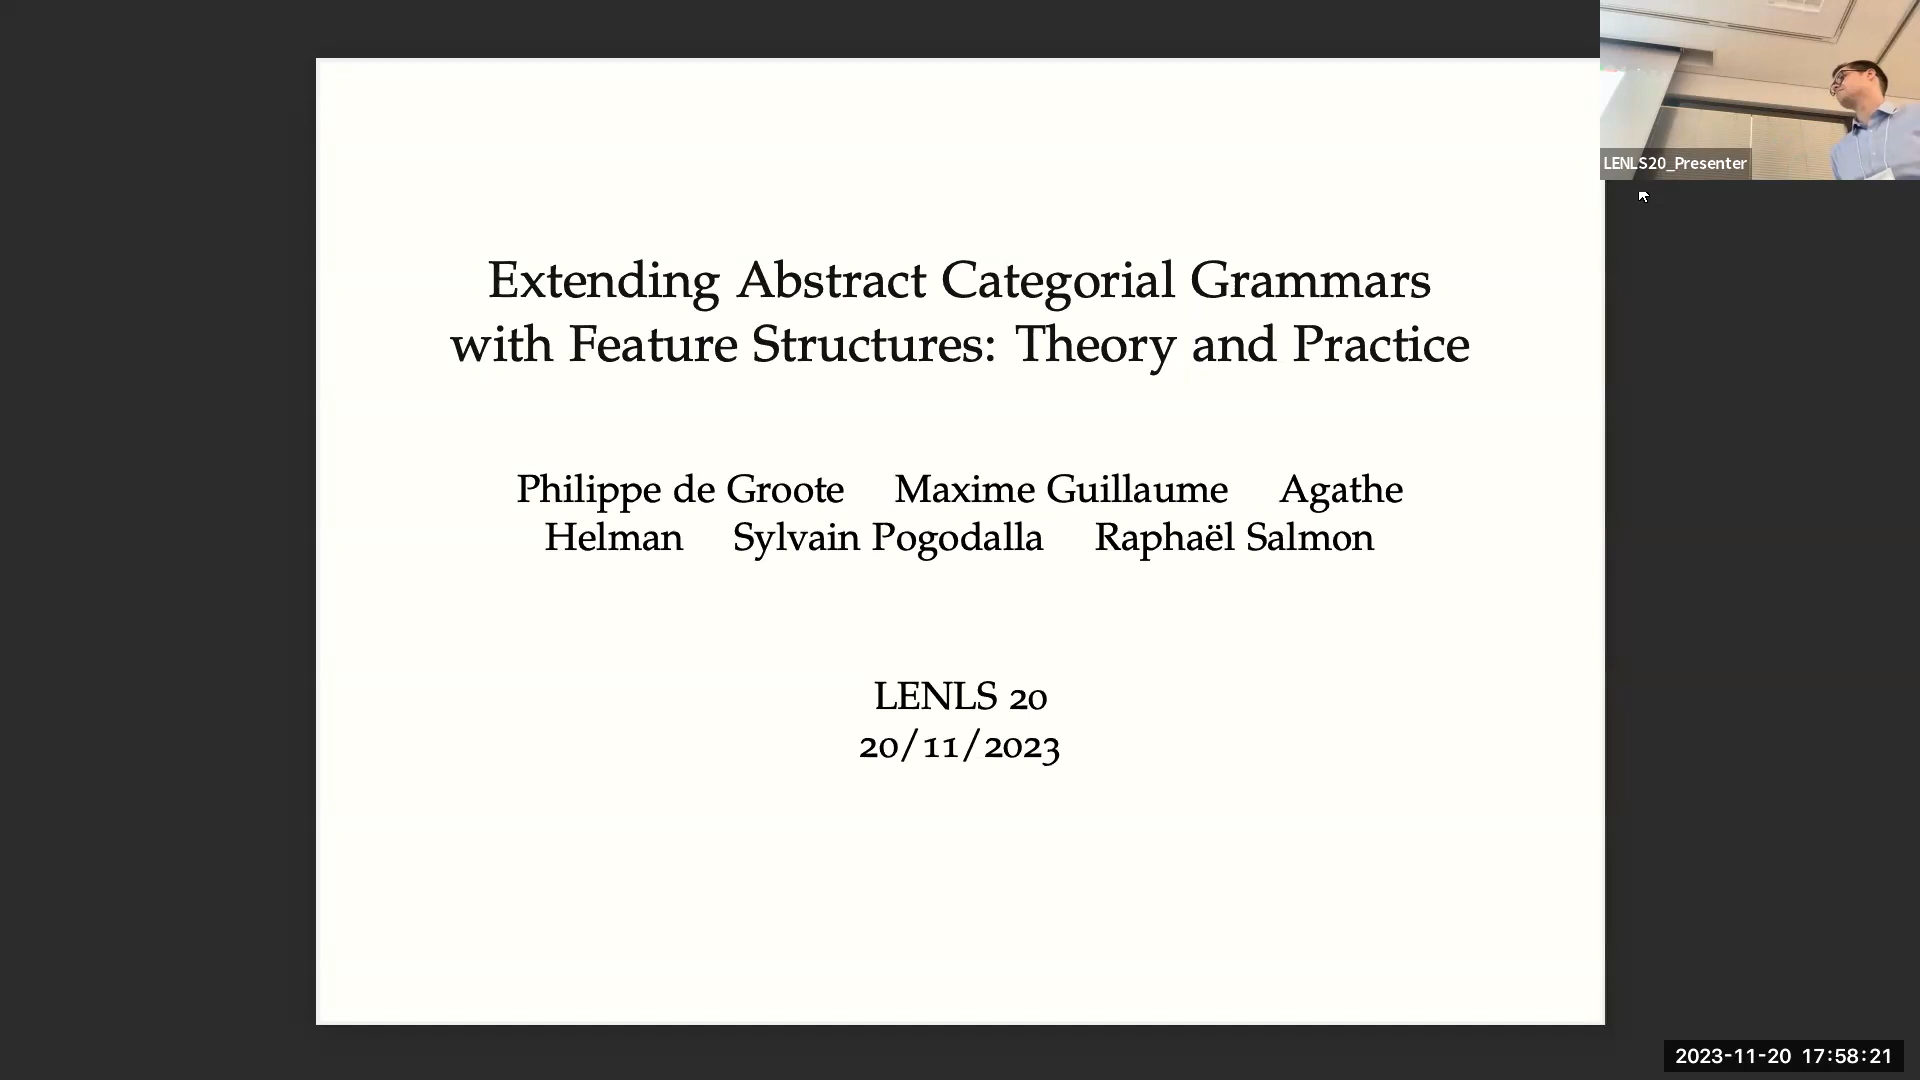 LENLS20_Presenter
Extending Abstract Categorial Grammars
with Feature Structures: Theory and Practice
Philippe de Groote Maxime Guillaume Agathe
Helman Sylvain Pogodalla Raphaël Salmon
LENLS 20
20/11/2023
2023-11-20 17:58:21